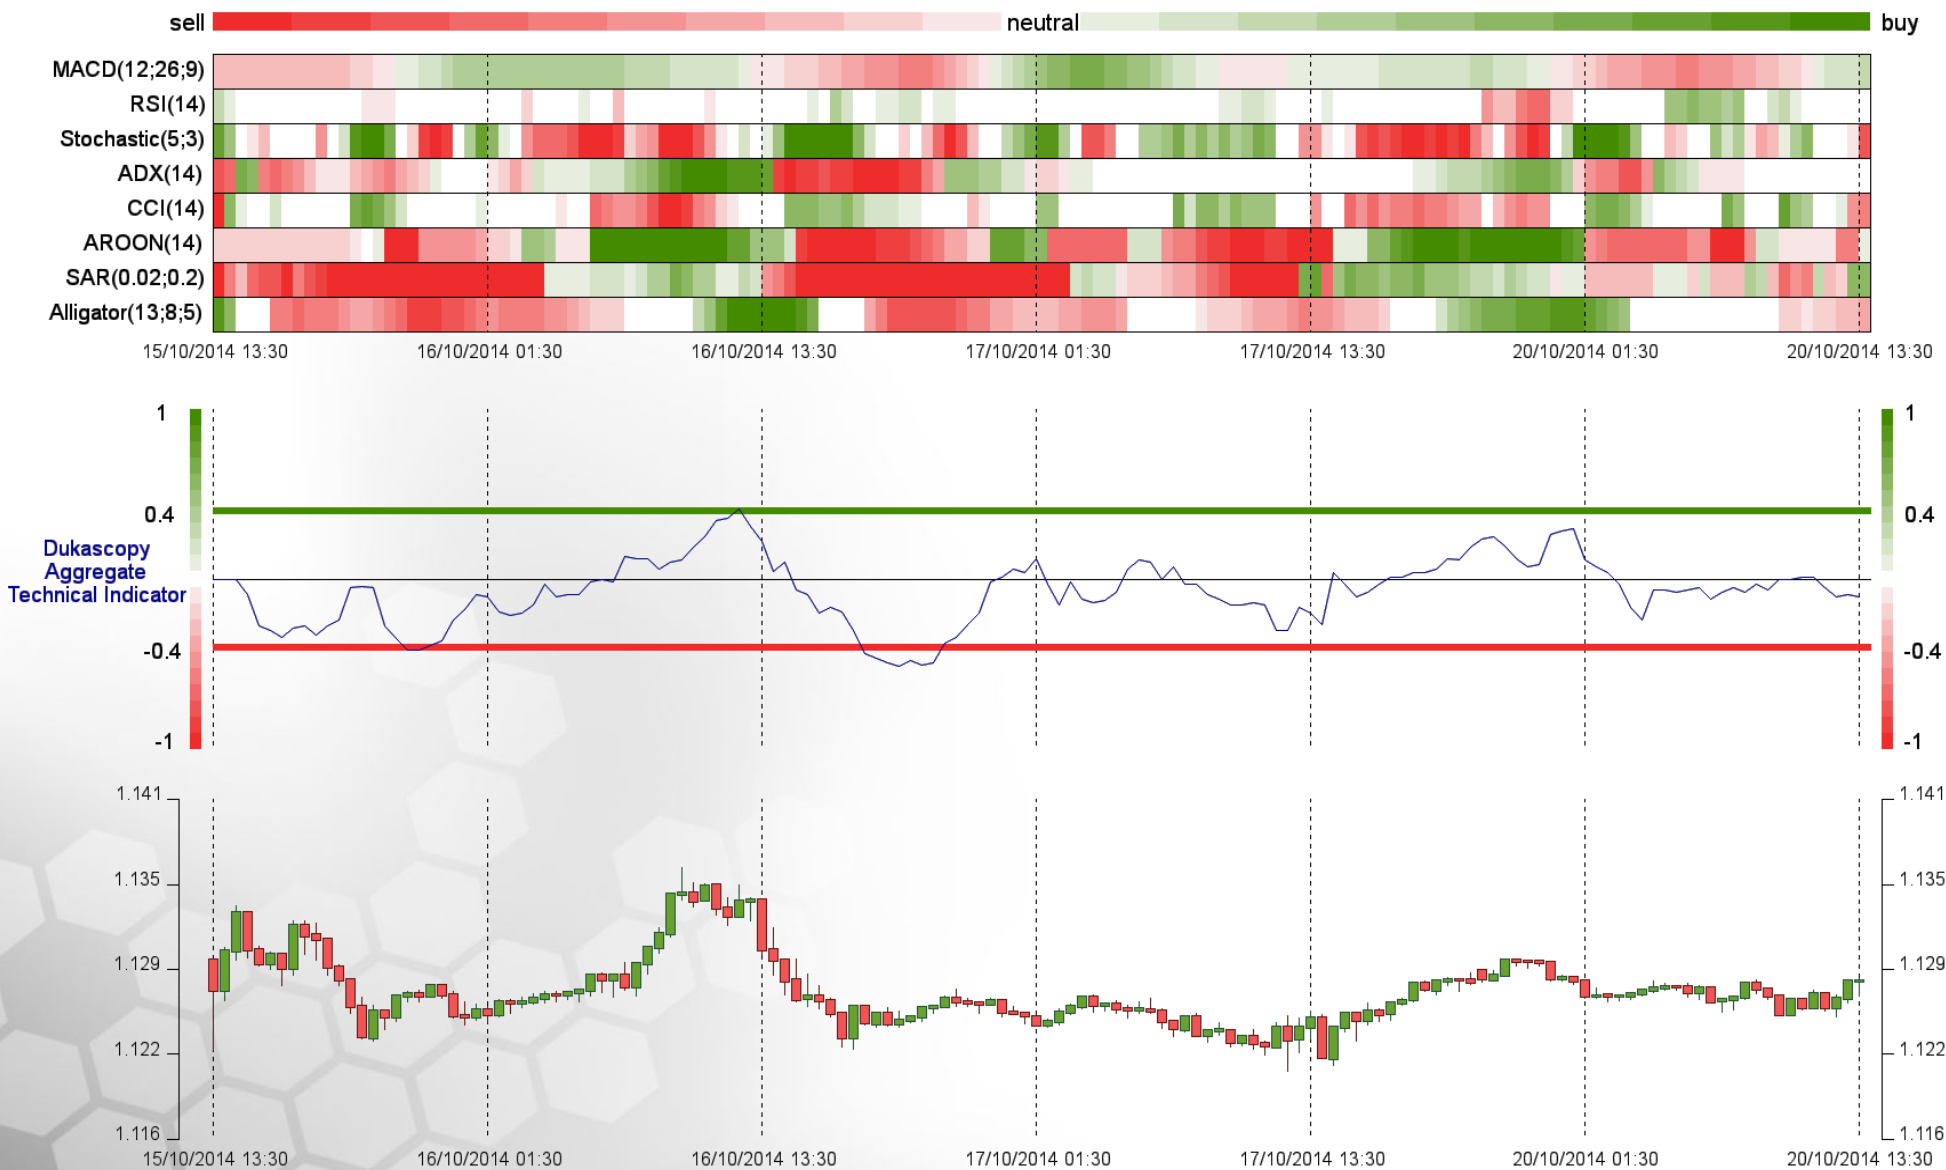 sell neutral buy
MACD(12;26;9)
RSI(14)
Stochastic(5;3)
ADX(14)
CCI(14)
AROON(14)
SAR(0.02;0.2)
Alligator(13;8;5)
15/10/2014 13:30 16/10/2014 01:30 16/10/2014 13:30 17/10/2014 01:30 17/10/2014 13:30 20/10/2014 01:30 20/10/2014 13:30
1 1
0.4 0.4
Dukascopy
Aggregate
Technical Indicator
-0.4 -0.4
-1 -1
1.141 1.141
1.135 1.135
1.129 1.129
1.122 1.122
1.116 1.116
15/10/2014 13:30 16/10/2014 01:30 16/10/2014 13:30 17/10/2014 01:30 17/10/2014 13:30 20/10/2014 01:30 20/10/2014 13:30